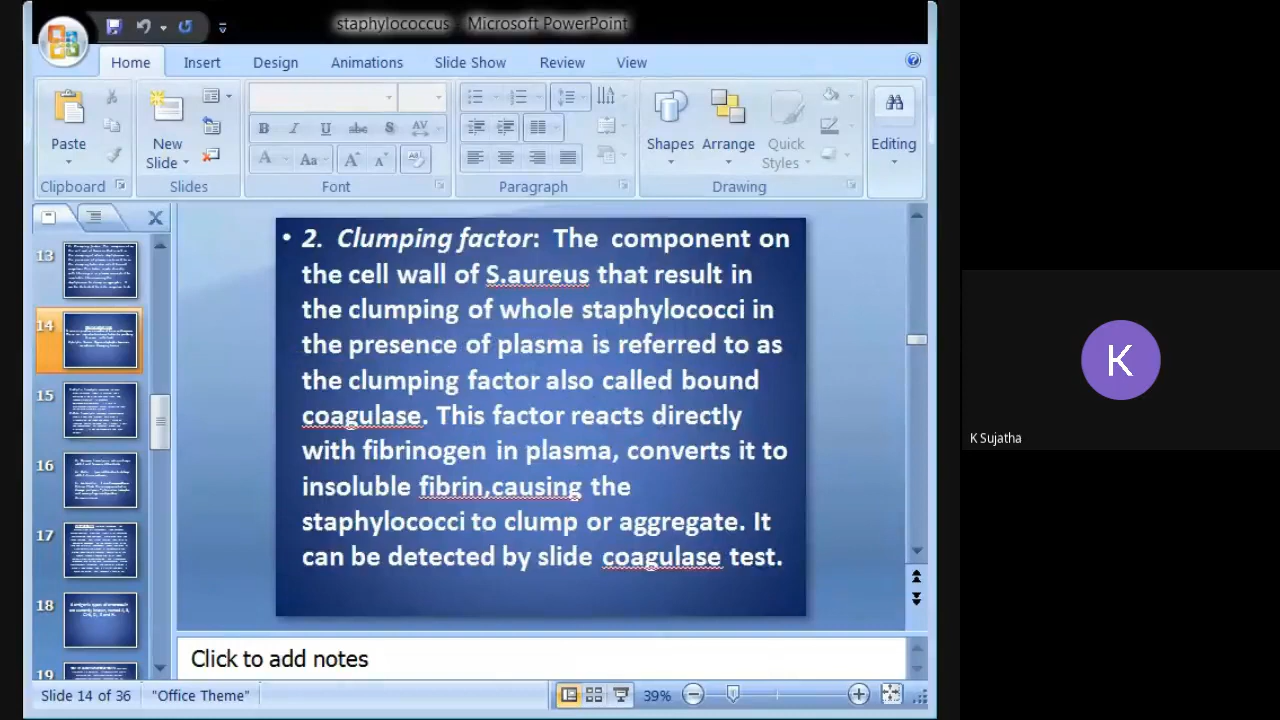 staphylococcus - Microsoft PowerPoint
Home Insert Design Animations Slide Show Review View
Paste
New
Slide
B I U abc S AV
A Aa A A
Shapes Arrange Quick
Styles
Editing
Clipboard Slides Font Paragraph Drawing
13
14
15
16
17
18
19
• 2. Clumping factor: The component on
the cell wall of S.aureus that result in
the clumping of whole staphylococci in
the presence of plasma is referred to as
the clumping factor also called bound
coagulase. This factor reacts directly
with fibrinogen in plasma, converts it to
insoluble fibrin,causing the
staphylococci to clump or aggregate. It
can be detected by slide coagulase test.
Click to add notes
Slide 14 of 36 "Office Theme" 39%
K
K Sujatha